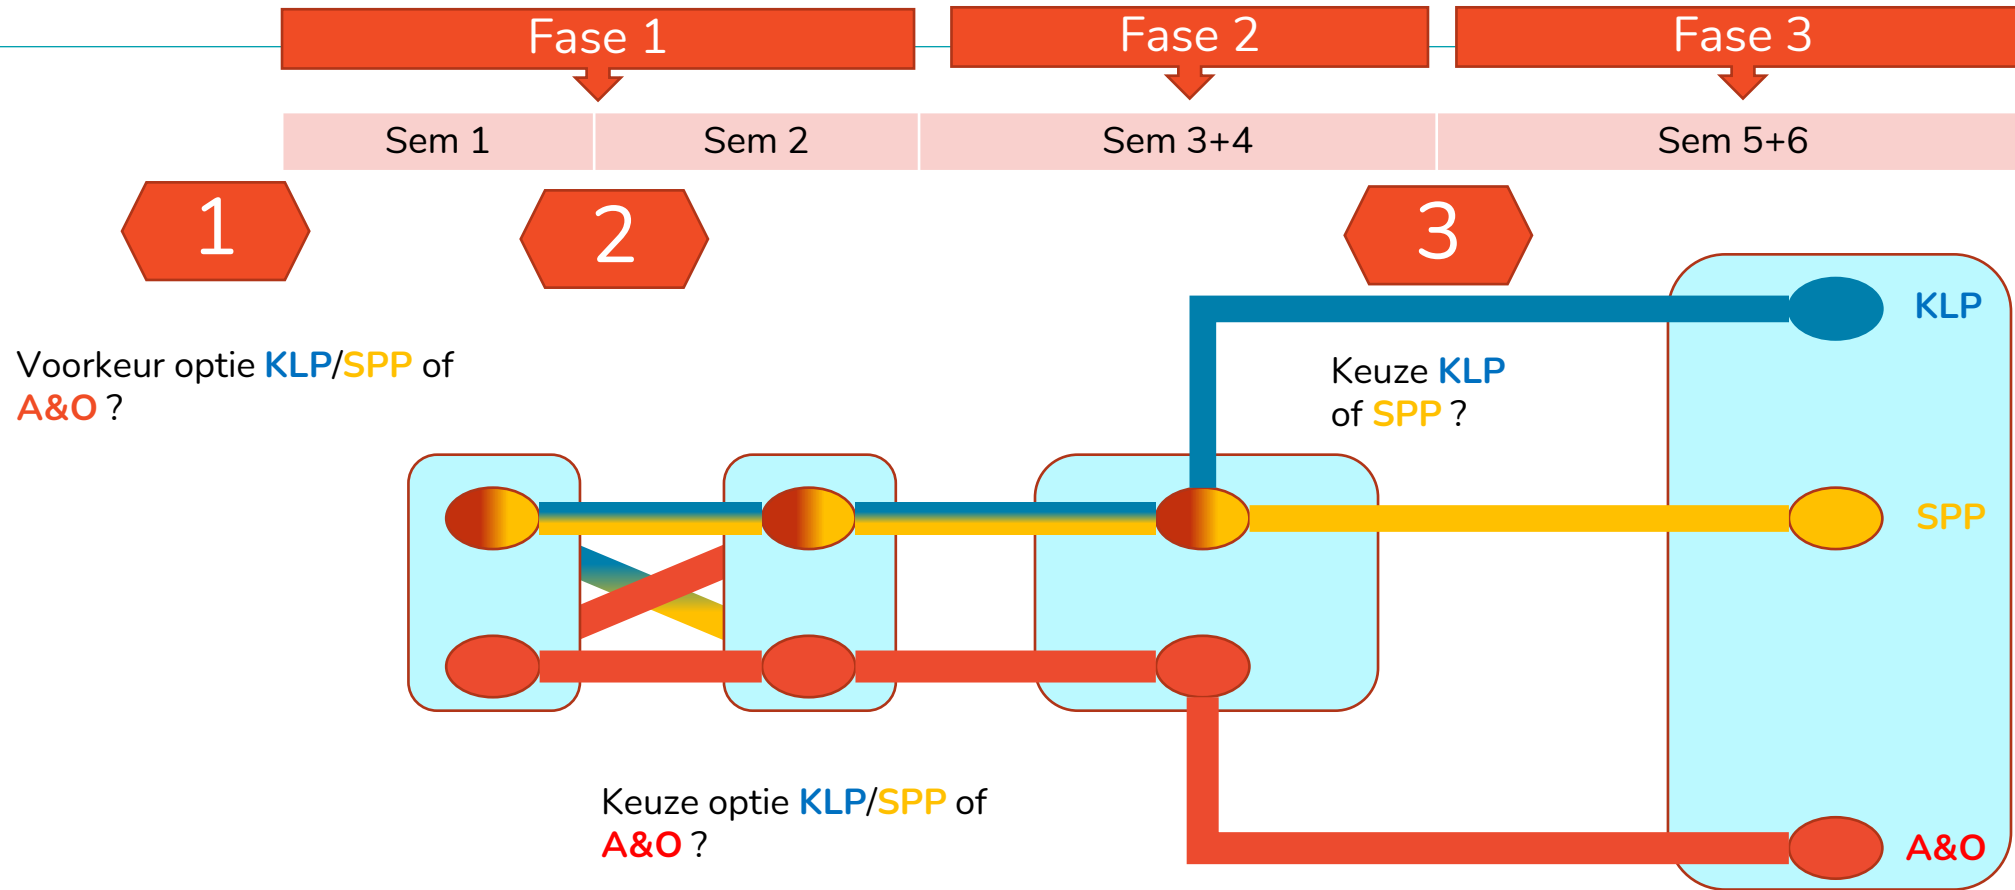 Fase 1
Fase 2
Fase 3
Sem 1
Sem 2
Sem 3+4
Sem 5+6
1
2
3
KLP
Voorkeur optie KLP/SPP of
A&O ?
Keuze KLP
of SPP ?
SPP
Keuze optie KLP/SPP of
A&O ?
A&O